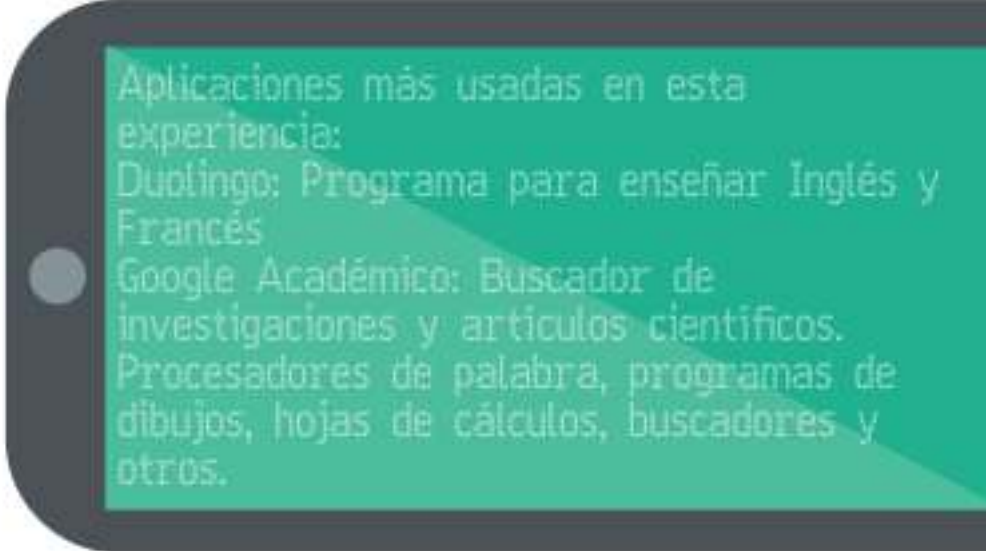 Aplicaciones más usadas en esta
experiencia:
Duolingo: Programa para enseñar Inglés y
Francés
Google Académico: Buscador de
investigaciones y articulos científicos.
Procesadores de palabra, programas de
dibujos, hojas de cálculos, buscadores y
otros.